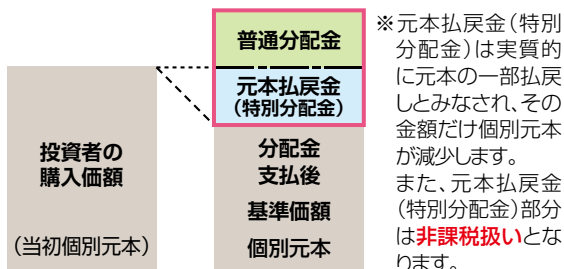 普通分配金
元本払戻金
（特別分配金）
投資者の
購入価額
（当初個別元本）
分配金
支払後
基準価額
個別元本
※元本払戻金（特別
分配金）は実質的
に元本の一部払戻
しとみなされ、その
金額だけ個別元本
が減少します。
また、元本払戻金
（特別分配金）部分
は非課税扱いとな
ります。